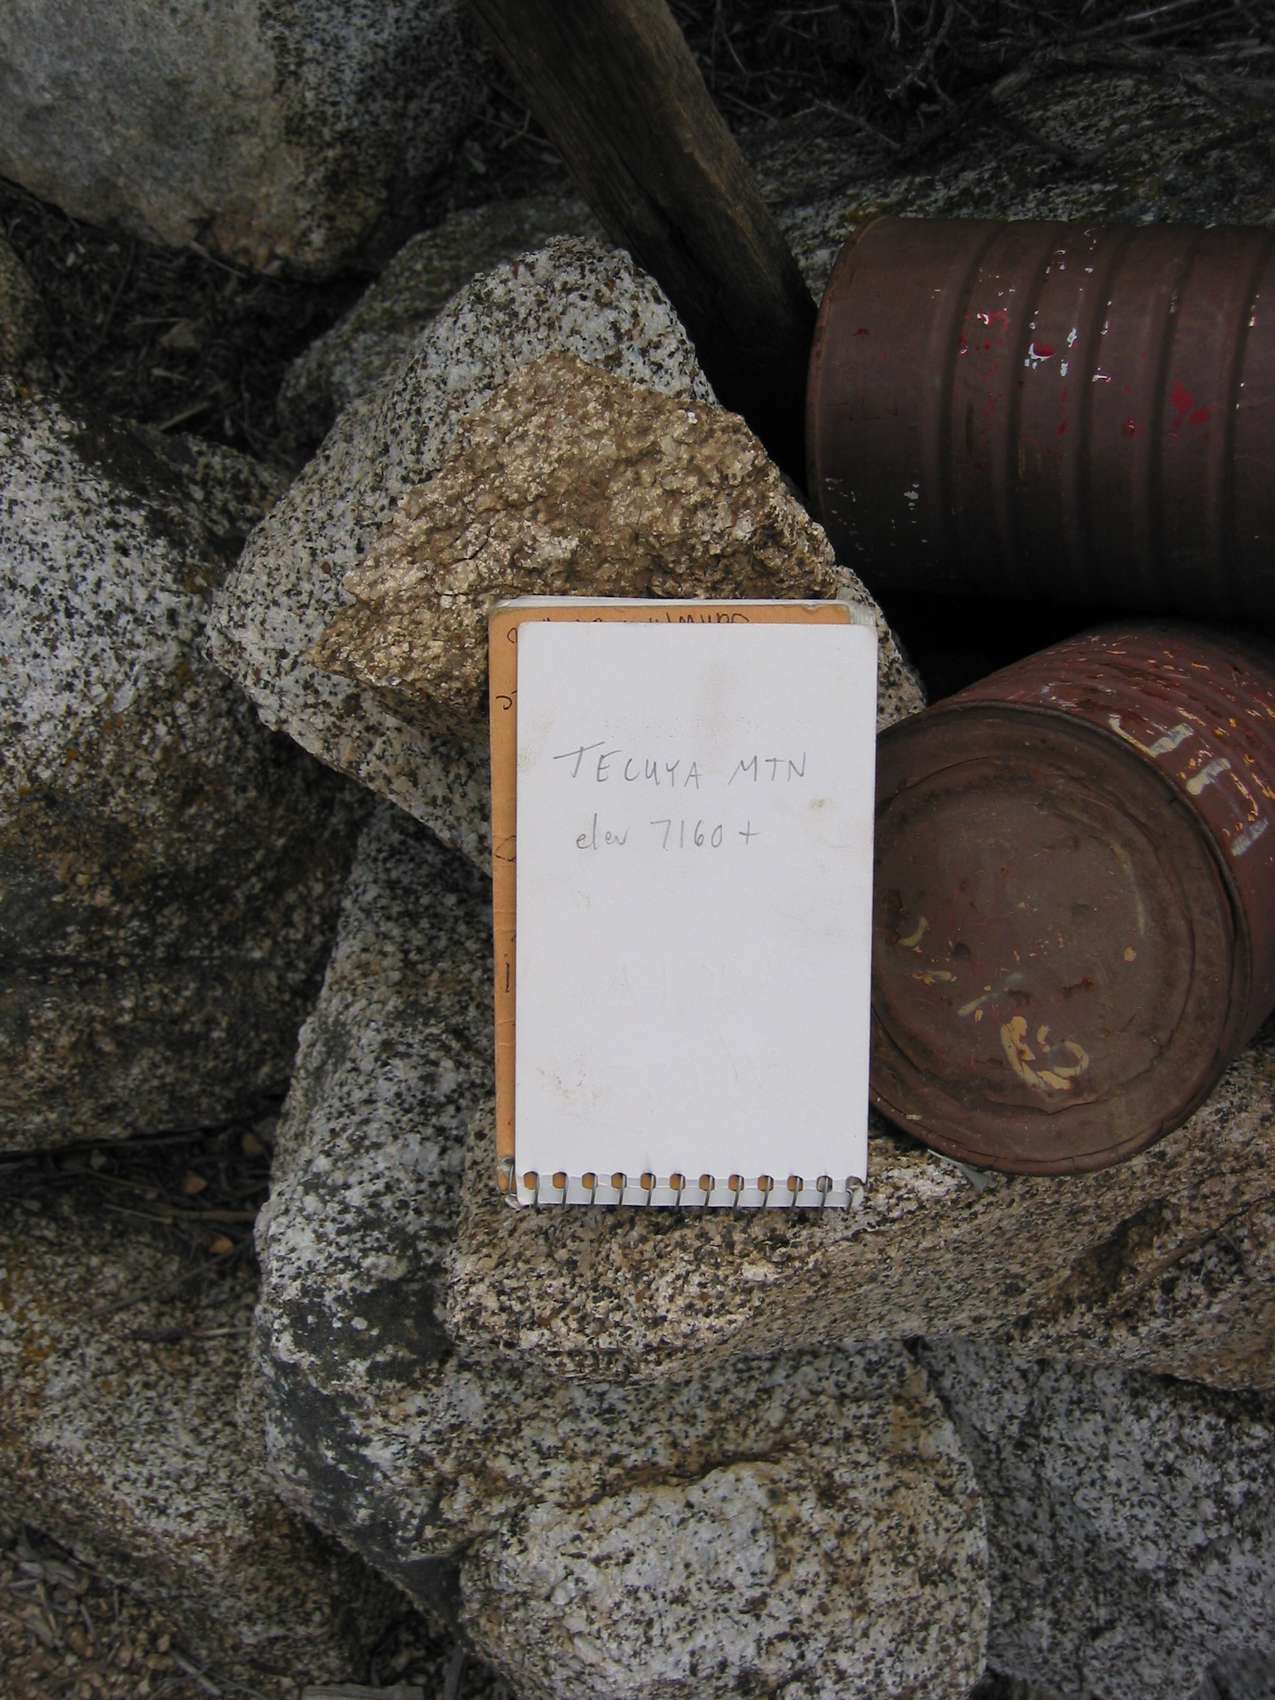 TECUYA MTN
elev 7160+